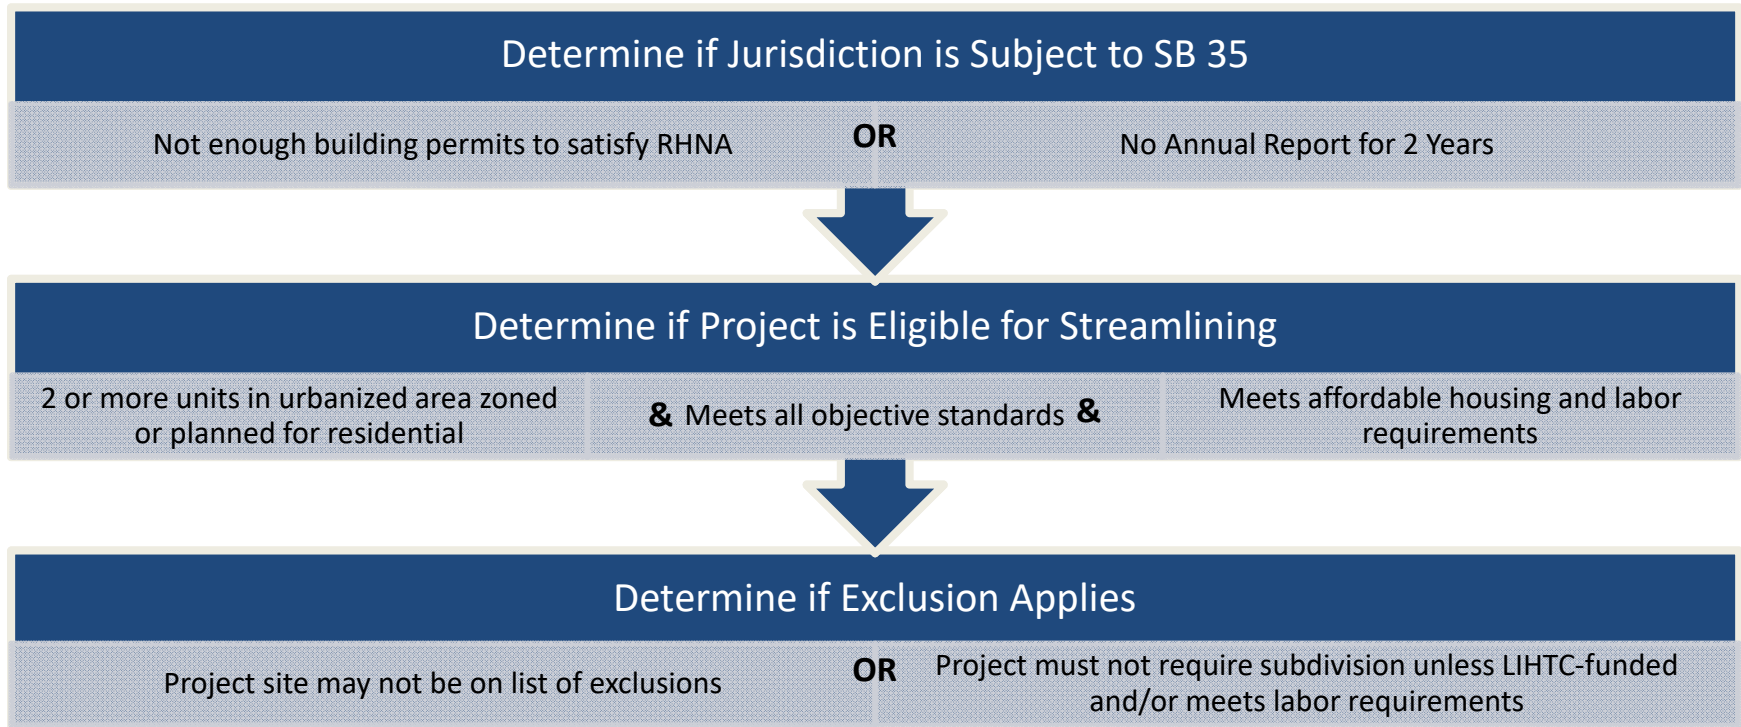 Determine if Jurisdiction is Subject to SB 35
Not enough building permits to satisfy RHNA OR No Annual Report for 2 Years
Determine if Project is Eligible for Streamlining
2 or more units in urbanized area zoned
or planned for residential
& Meets all objective standards &
Meets affordable housing and labor
requirements
Determine if Exclusion Applies
Project site may not be on list of exclusions
OR
Project must not require subdivision unless LIHTC-funded
and/or meets labor requirements